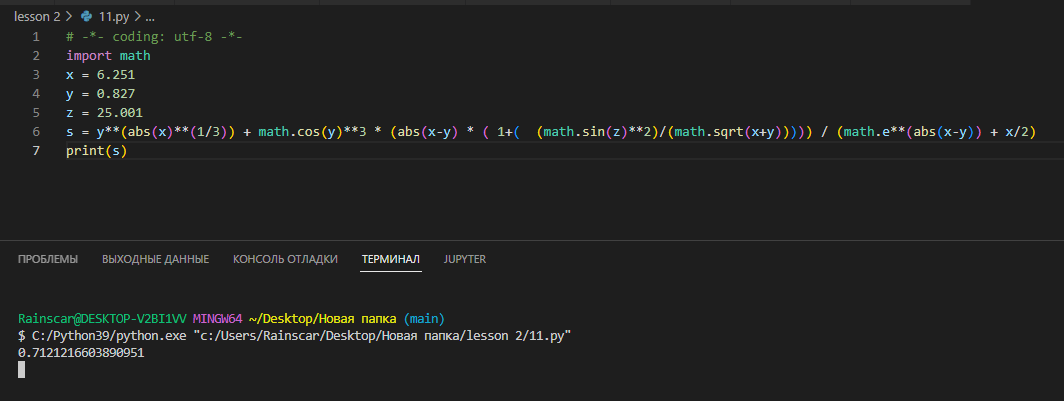 lesson 2 > 11.py > ...
1 # -*- coding: utf-8 -*-
2 import math
3 x = 6.251
4 y = 0.827
5 z = 25.001
6 s = y**(abs(x)**(1/3)) + math.cos(y)**3 * (abs(x-y) * ( 1+(  (math.sin(z)**2)/(math.sqrt(x+y))))) / (math.e**(abs(x-y)) + x/2)
7 print(s)
ПРОБЛЕМЫ ВЫХОДНЫЕ ДАННЫЕ КОНСОЛЬ ОТЛАДКИ ТЕРМИНАЛ JUPYTER
Rainscar@DESKTOP-V2BI1VV MINGW64 ~/Desktop/Новая папка (main)
$ C:/Python39/python.exe "c:/Users/Rainscar/Desktop/Новая папка/lesson 2/11.py"
0.7121216603890951